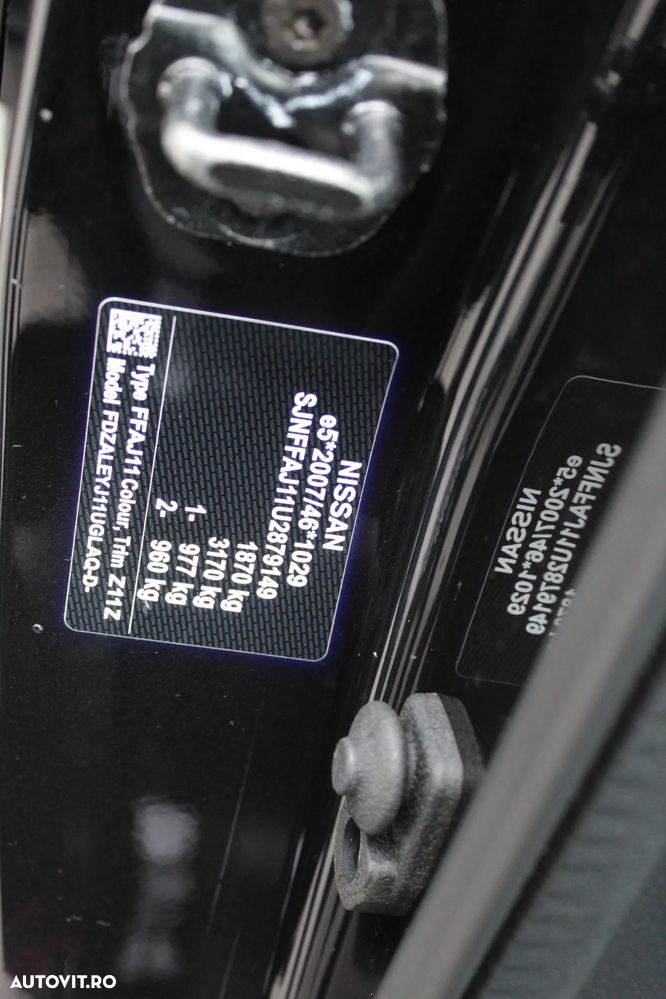 NISSAN
e5*2007/46*1029
SJNFFAJ11U2879149
1870 kg
3170 kg
1- 977 kg
2- 960 kg
Type FFAJ11 Colour, Trim Z11Z
Model FDZALEYJ11UGLAQ-D-
SJNFFAJ11U2879149
e5*2007/46*1029
NISSAN
AUTOVIT.RO